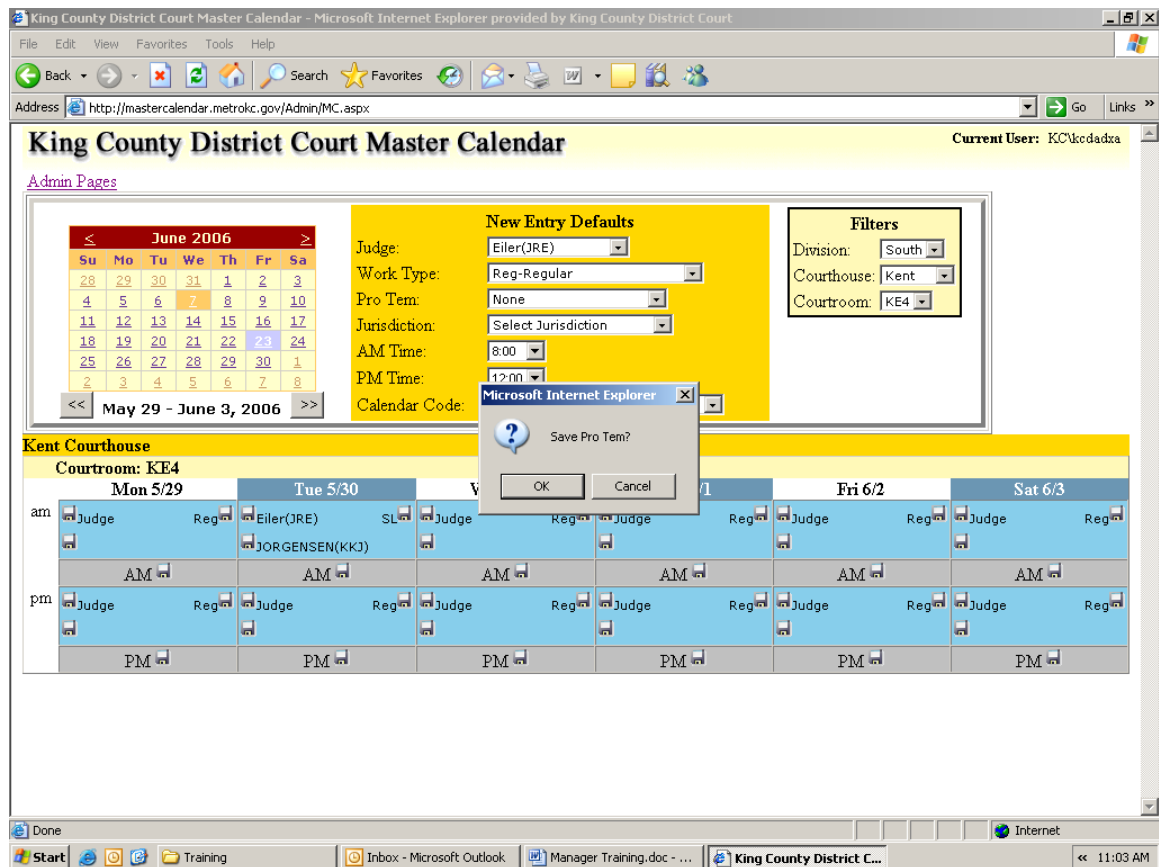 King County District Court Master Calendar - Microsoft Internet Explorer provided by King County District Court
File Edit View Favorites Tools Help
Back Search Favorites
Address http://mastercalendar.metrokc.gov/Admin/MC.aspx Go Links »
King County District Court Master Calendar
Current User: KC\kcdadxa
Admin Pages
< June 2006 >
Su Mo Tu We Th Fr Sa
28 29 30 31 1 2 3
4 5 6 7 8 9 10
11 12 13 14 15 16 17
18 19 20 21 22 23 24
25 26 27 28 29 30 1
2 3 4 5 6 7 8
<< May 29 - June 3, 2006 >>
New Entry Defaults
Judge: Eiler(JRE)
Work Type: Reg-Regular
Pro Tem: None
Jurisdiction: Select Jurisdiction
AM Time: 8:00
PM Time: 12:00
Calendar Code:
Filters
Division: South
Courthouse: Kent
Courtroom: KE4
Microsoft Internet Explorer X
Save Pro Tem?
OK Cancel
Kent Courthouse
Courtroom: KE4
Mon 5/29 Tue 5/30 /1 Fri 6/2 Sat 6/3
am Judge Reg Eiler(JRE) SL Judge Reg Judge Reg Judge Reg Judge Reg
JORGENSEN(KKJ)
AM AM AM AM AM AM
pm Judge Reg Judge Reg Judge Reg Judge Reg Judge Reg Judge Reg
PM PM PM PM PM PM
Done Internet
Start Training Inbox - Microsoft Outlook Manager Training.doc - ... King County District C... « 11:03 AM